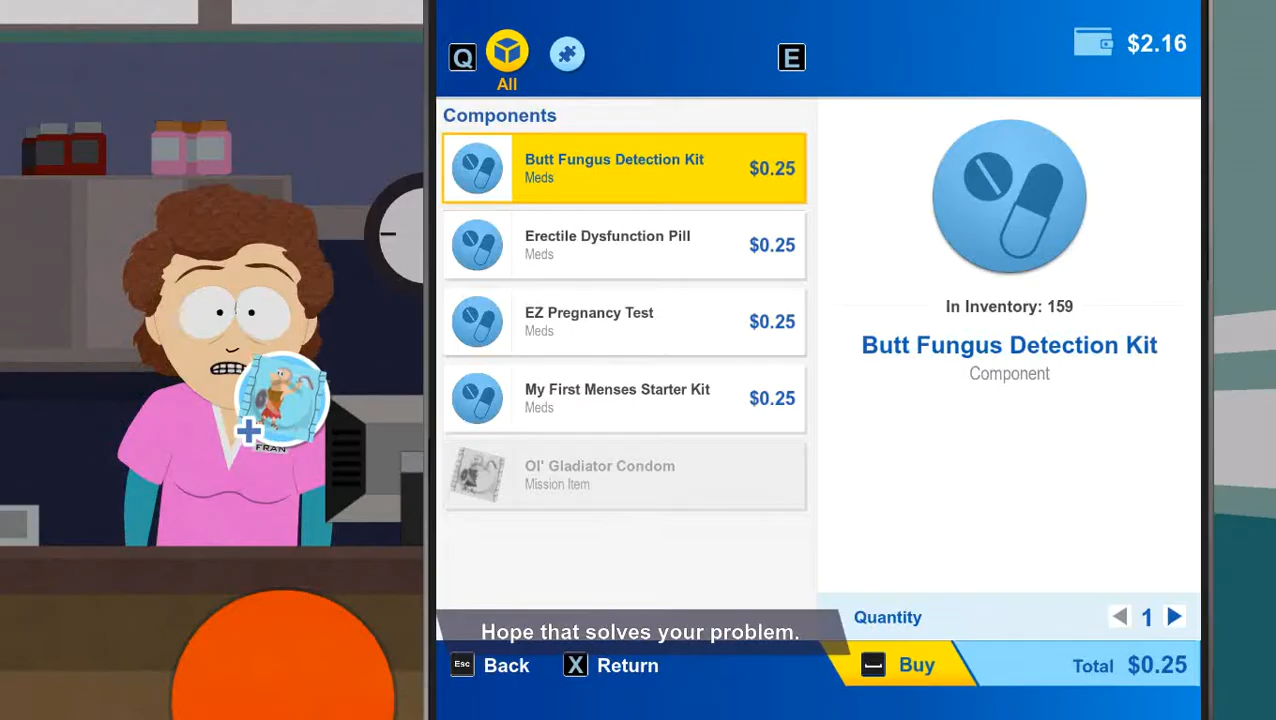 Q
E
All
$2.16
Components
Butt Fungus Detection Kit
Meds
$0.25
Erectile Dysfunction Pill
Meds
$0.25
EZ Pregnancy Test
Meds
$0.25
My First Menses Starter Kit
Meds
$0.25
Ol' Gladiator Condom
Mission Item
In Inventory: 159
Butt Fungus Detection Kit
Component
FRAN
Quantity
1
Hope that solves your problem.
Esc Back
X Return
Buy
Total $0.25